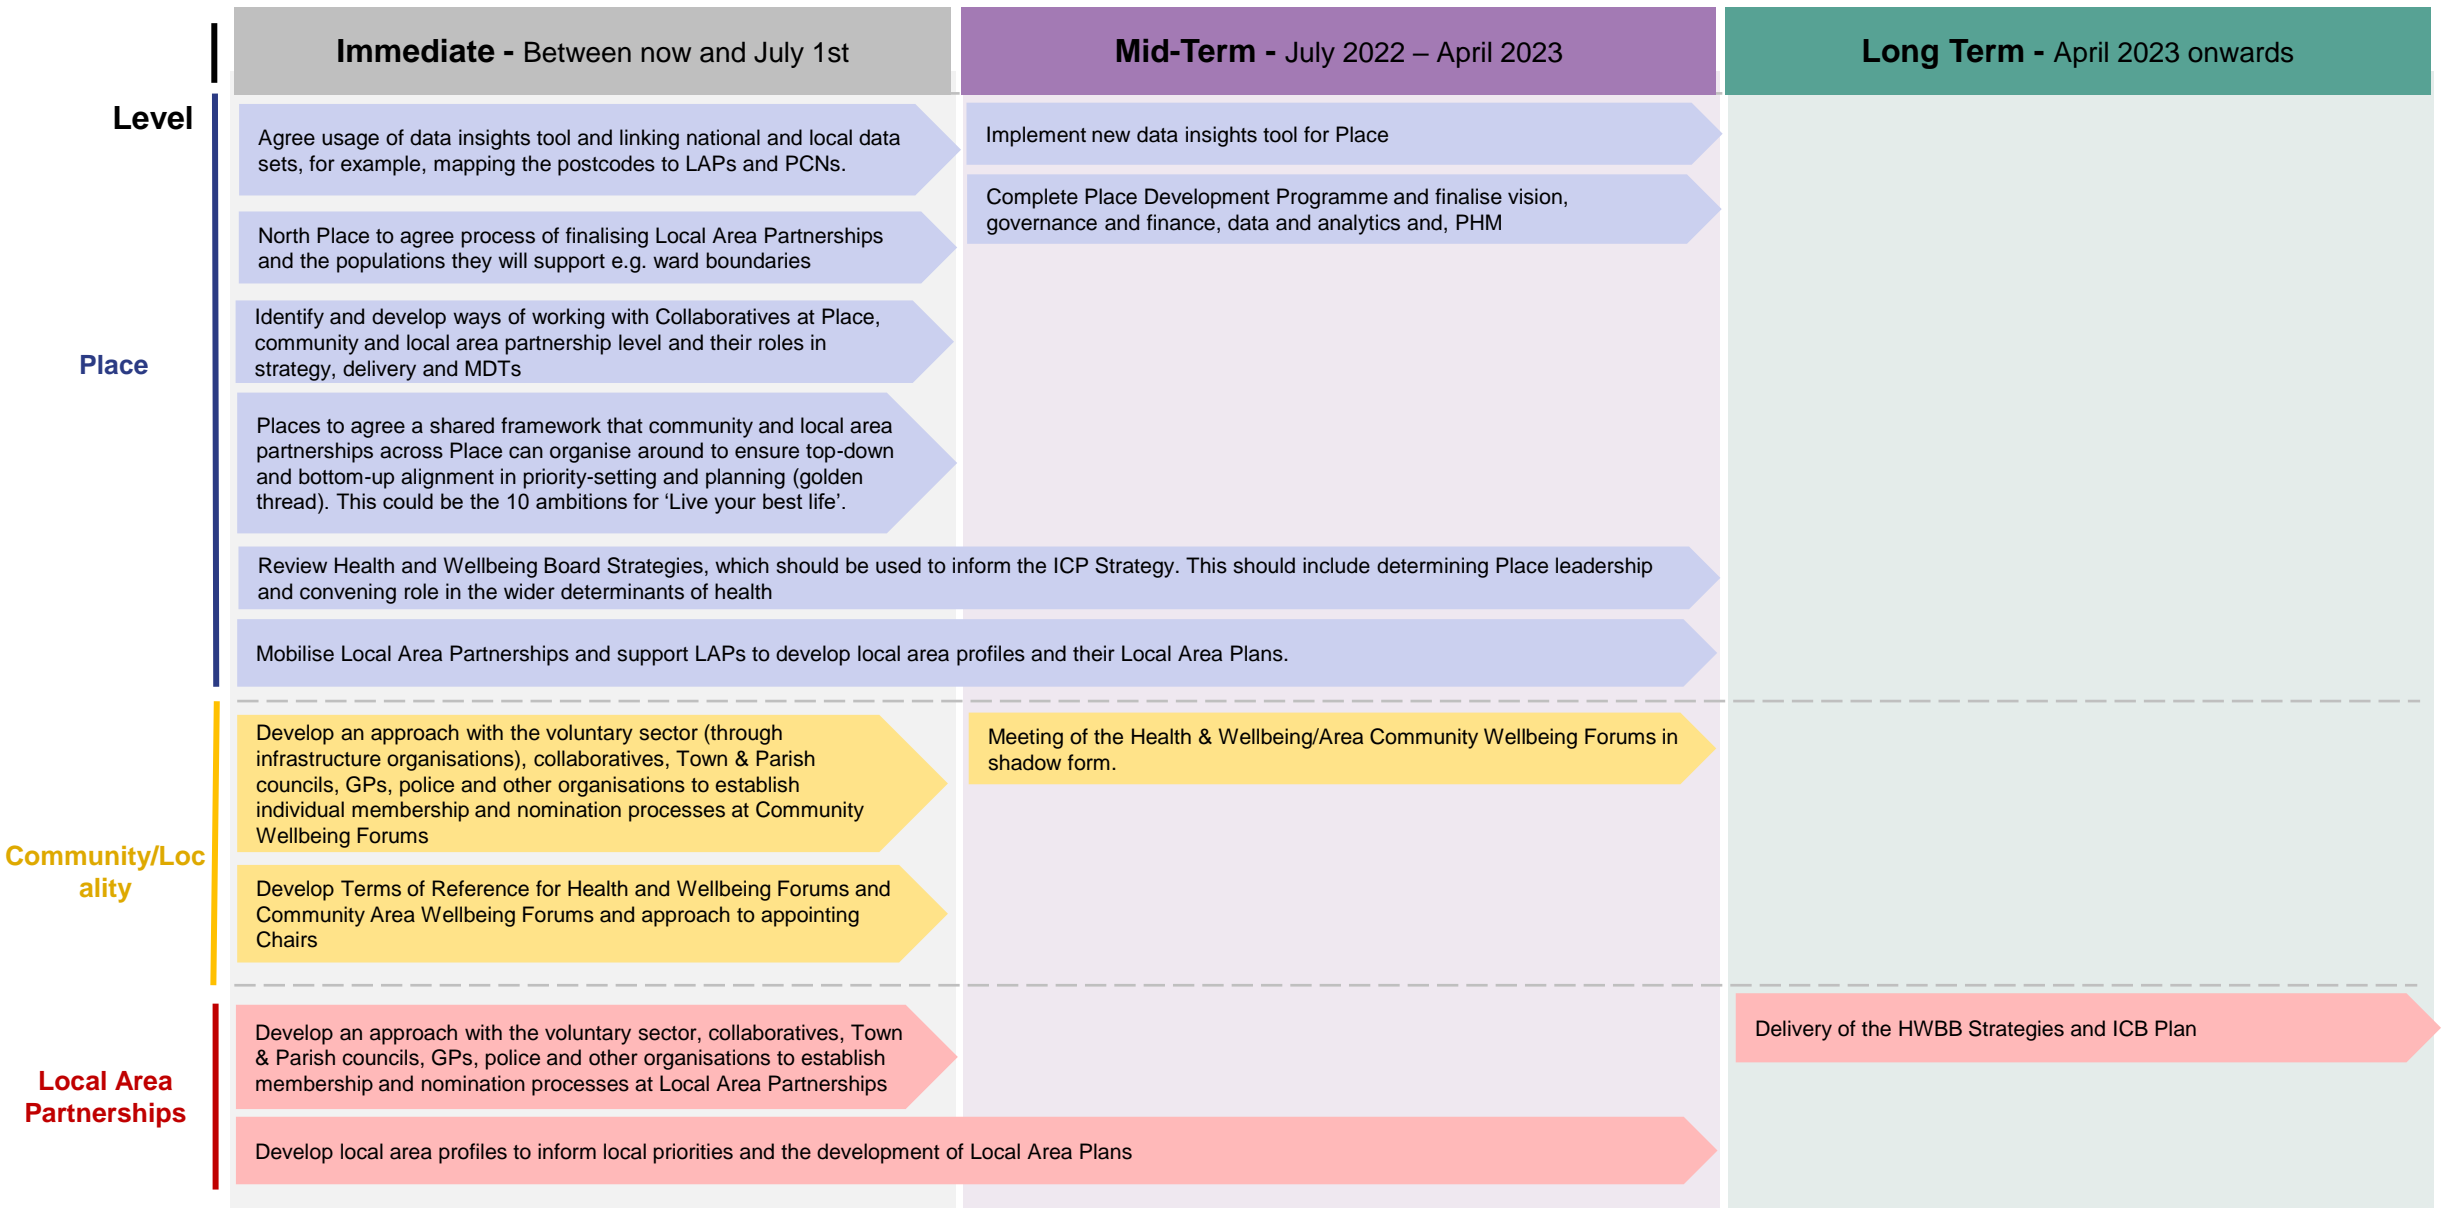 Immediate - Between now and July 1st
Mid-Term - July 2022 – April 2023
Long Term - April 2023 onwards
Level
Place
Agree usage of data insights tool and linking national and local data
sets, for example, mapping the postcodes to LAPs and PCNs.
Implement new data insights tool for Place
Complete Place Development Programme and finalise vision,
governance and finance, data and analytics and, PHM
North Place to agree process of finalising Local Area Partnerships
and the populations they will support e.g. ward boundaries
Identify and develop ways of working with Collaboratives at Place,
community and local area partnership level and their roles in
strategy, delivery and MDTs
Places to agree a shared framework that community and local area
partnerships across Place can organise around to ensure top-down
and bottom-up alignment in priority-setting and planning (golden
thread). This could be the 10 ambitions for ‘Live your best life’.
Review Health and Wellbeing Board Strategies, which should be used to inform the ICP Strategy. This should include determining Place leadership
and convening role in the wider determinants of health
Mobilise Local Area Partnerships and support LAPs to develop local area profiles and their Local Area Plans.
Community/Loc
ality
Develop an approach with the voluntary sector (through
infrastructure organisations), collaboratives, Town & Parish
councils, GPs, police and other organisations to establish
individual membership and nomination processes at Community
Wellbeing Forums
Meeting of the Health & Wellbeing/Area Community Wellbeing Forums in
shadow form.
Develop Terms of Reference for Health and Wellbeing Forums and
Community Area Wellbeing Forums and approach to appointing
Chairs
Local Area
Partnerships
Develop an approach with the voluntary sector, collaboratives, Town
& Parish councils, GPs, police and other organisations to establish
membership and nomination processes at Local Area Partnerships
Delivery of the HWBB Strategies and ICB Plan
Develop local area profiles to inform local priorities and the development of Local Area Plans